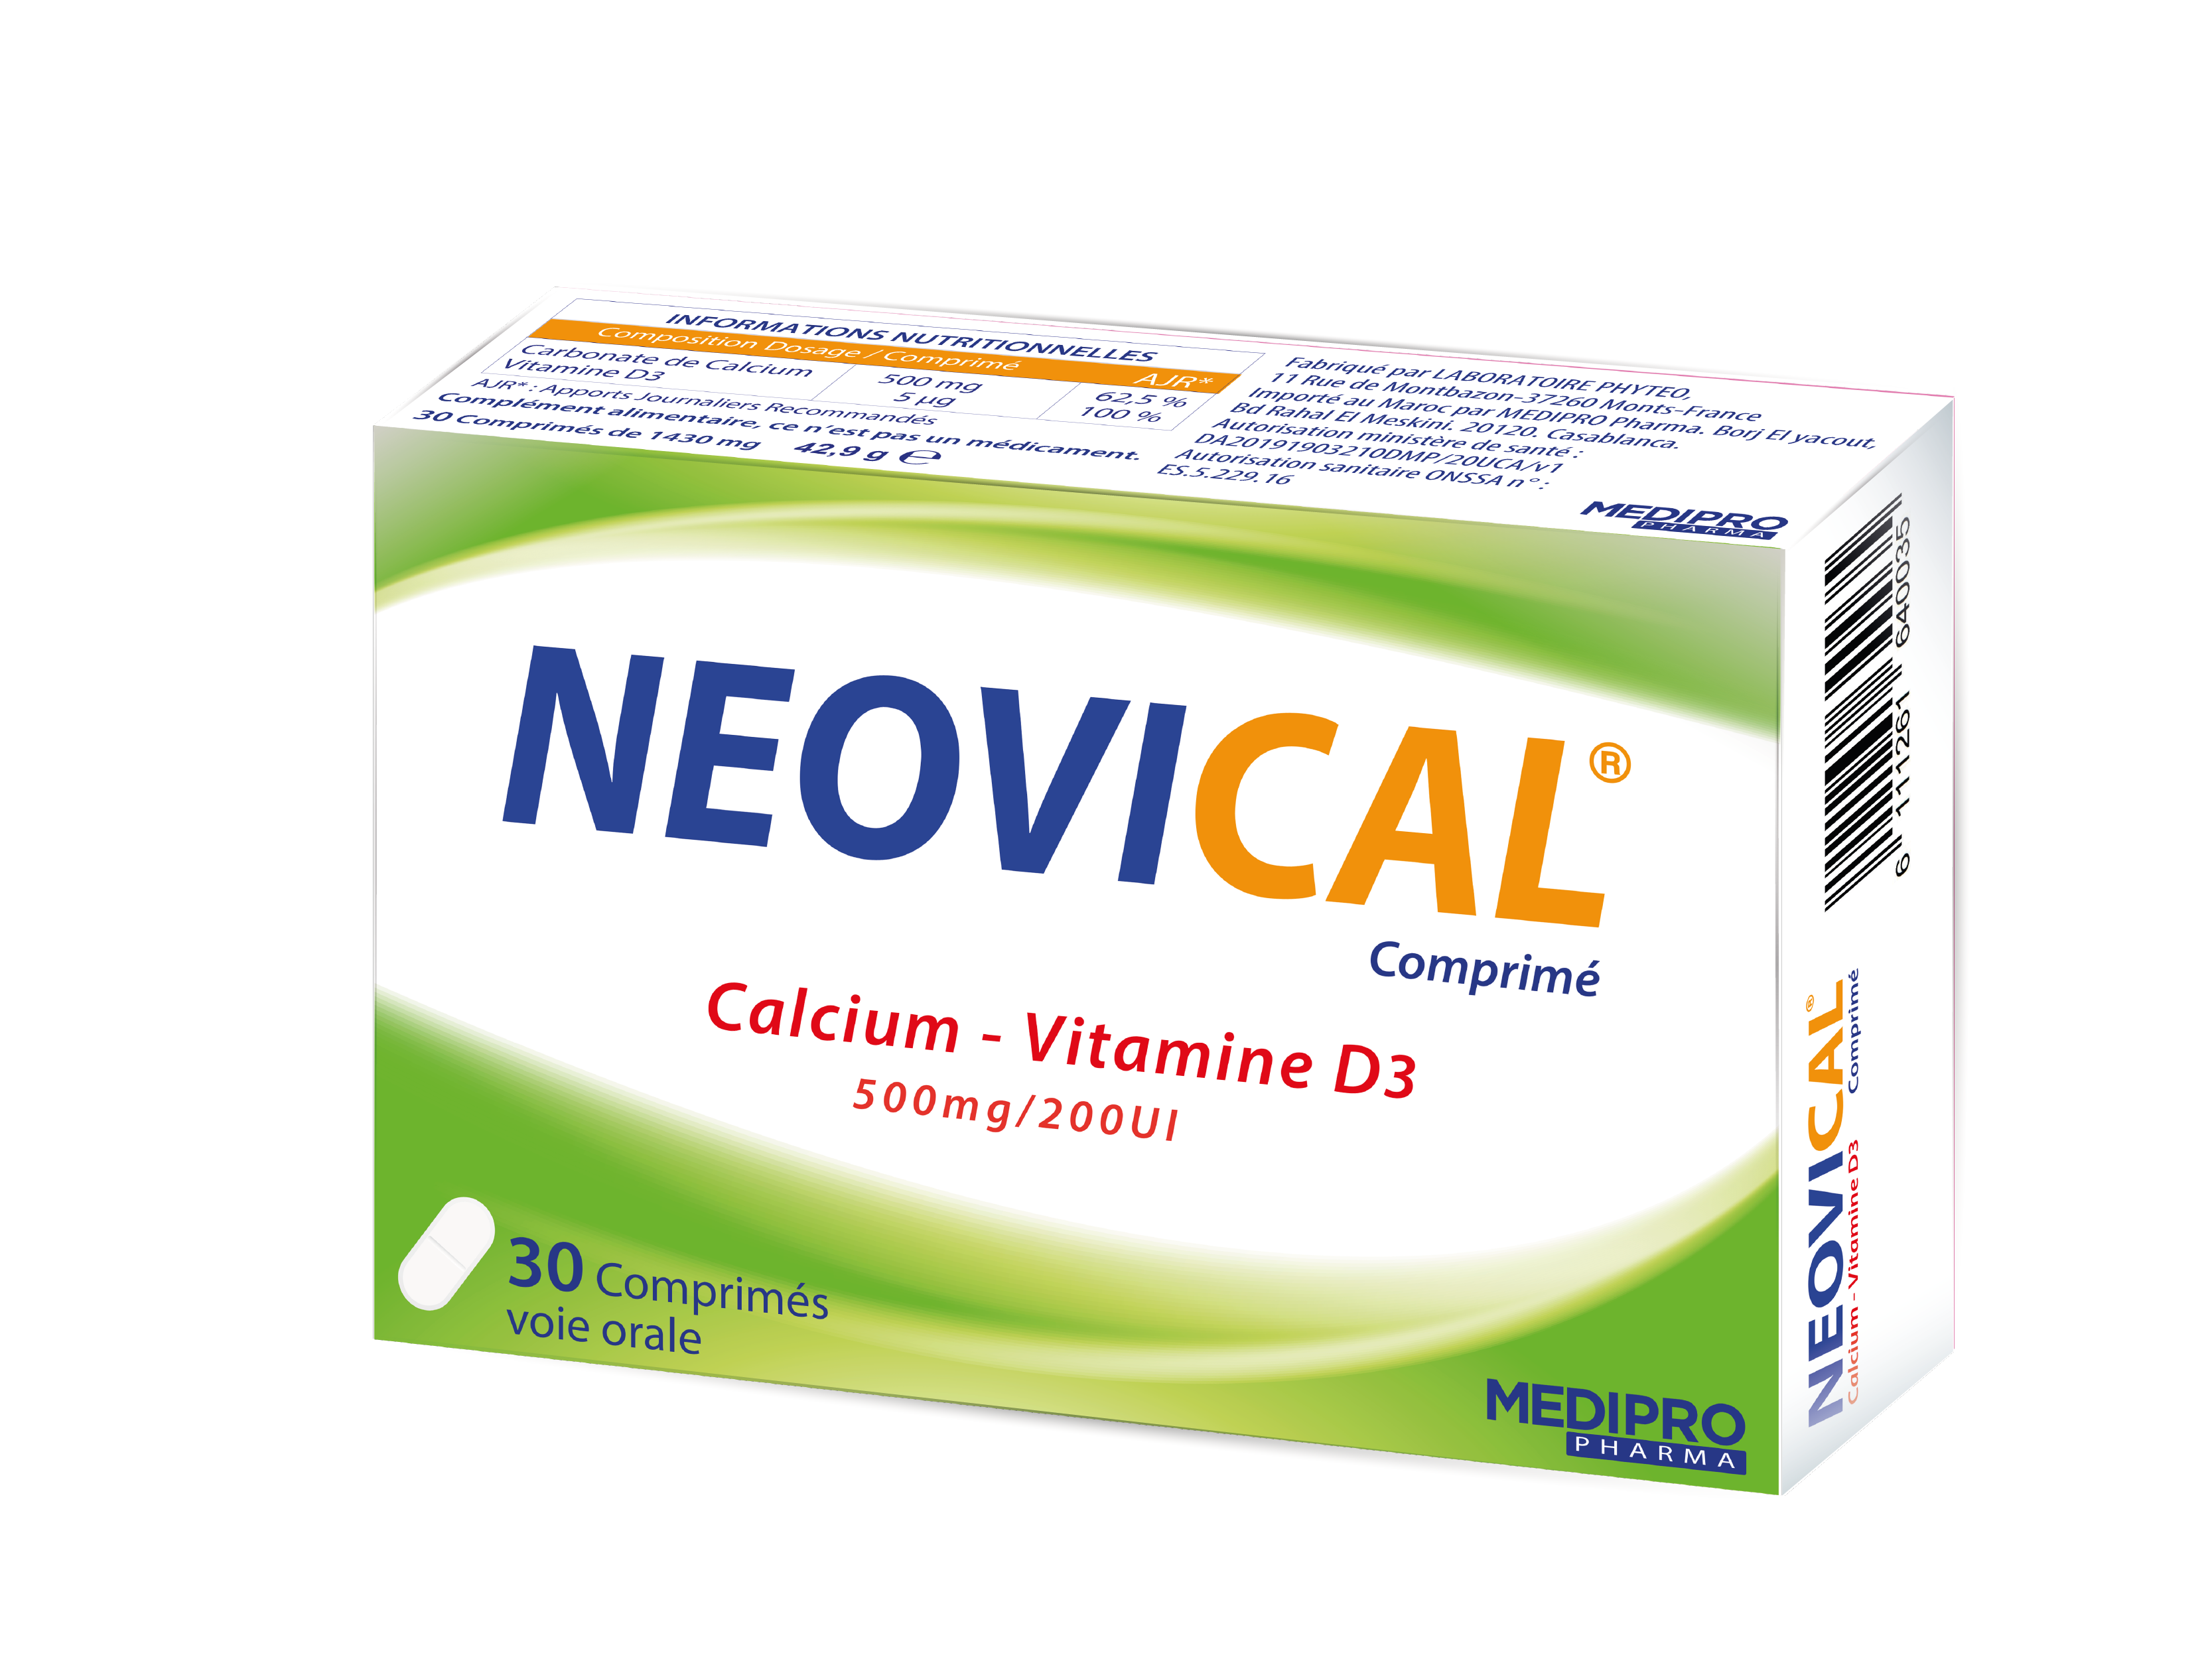 INFORMATIONS NUTRITIONNELLES
Composition Dosage / Comprimé AJR*
Carbonate de Calcium 500 mg 62,5 %
Vitamine D3 5 µg 100 %
AJR* : Apports Journaliers Recommandés
Complément alimentaire, ce n'est pas un médicament.
30 Comprimés de 1430 mg 42,9 g ℮
Fabriqué par LABORATOIRE PHYTEO,
11 Rue de Montbazon-37260 Monts-France
Importé au Maroc par MEDIPRO Pharma. Borj El yacout,
Bd Rahal El Meskini. 20120. Casablanca.
Autorisation ministère de santé :
DA20191903210DMP/20UCA/v1
Autorisation sanitaire ONSSA n° :
ES.5.229.16
MEDIPRO
PHARMA
NEOVICAL®
Comprimé
Calcium - Vitamine D3
500mg/200UI
30 Comprimés
voie orale
MEDIPRO
PHARMA
6 111261 640035
NEOVICAL®
Comprimé
Calcium - Vitamine D3